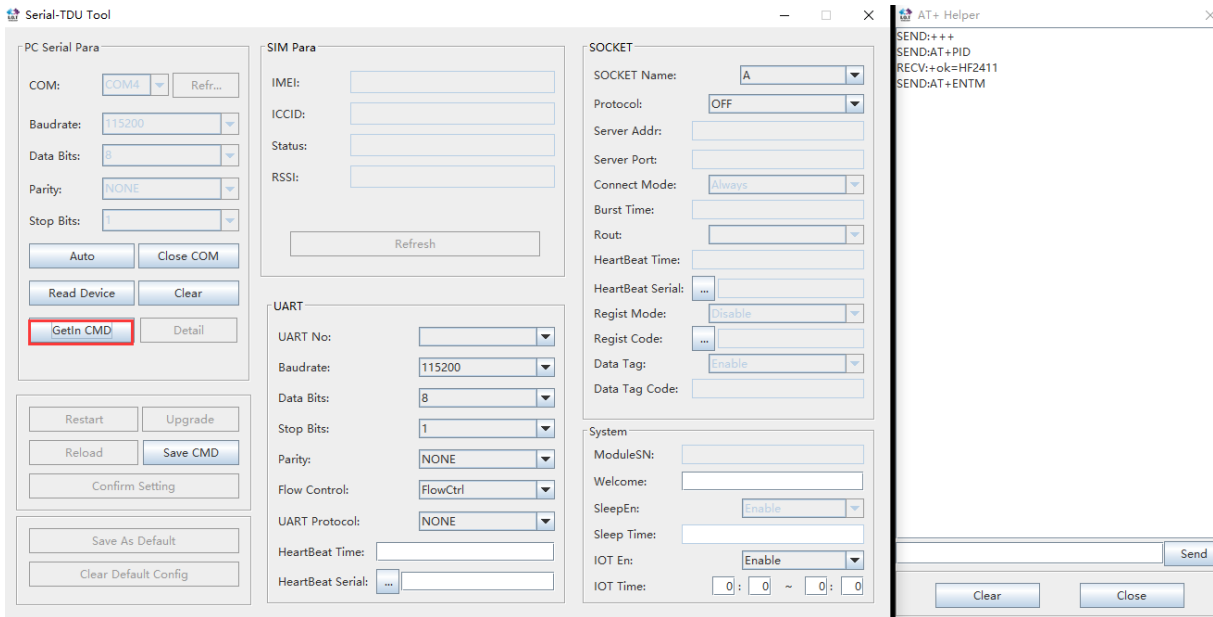 Serial-TDU Tool
PC Serial Para
COM: COM4 Refr...
Baudrate: 115200
Data Bits: 8
Parity: NONE
Stop Bits: 1
Auto Close COM
Read Device Clear
GetIn CMD Detail
Restart Upgrade
Reload Save CMD
Confirm Setting
Save As Default
Clear Default Config
SIM Para
IMEI:
ICCID:
Status:
RSSI:
Refresh
UART
UART No:
Baudrate: 115200
Data Bits: 8
Stop Bits: 1
Parity: NONE
Flow Control: FlowCtrl
UART Protocol: NONE
HeartBeat Time:
HeartBeat Serial: ...
SOCKET
SOCKET Name: A
Protocol: OFF
Server Addr:
Server Port:
Connect Mode: Always
Burst Time:
Rout:
HeartBeat Time:
HeartBeat Serial: ...
Regist Mode: Disable
Regist Code: ...
Data Tag: Enable
Data Tag Code:
System
ModuleSN:
Welcome:
SleepEn: Enable
Sleep Time:
IOT En: Enable
IOT Time: 0 : 0 ~ 0 : 0
AT+ Helper
SEND:+++
SEND:AT+PID
RECV:+ok=HF2411
SEND:AT+ENTM
Send
Clear Close